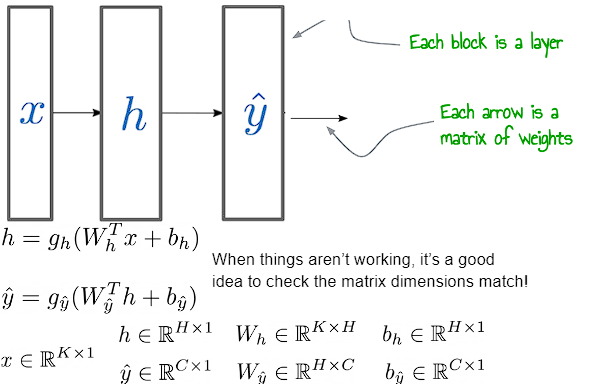 x
h
ŷ
Each block is a layer
Each arrow is a
matrix of weights
h = g_h(W_h^T x + b_h)
When things aren't working, it's a good
idea to check the matrix dimensions match!
ŷ = g_ŷ(W_ŷ^T h + b_ŷ)
h ∈ ℝ^{H×1} W_h ∈ ℝ^{K×H} b_h ∈ ℝ^{H×1}
x ∈ ℝ^{K×1}
ŷ ∈ ℝ^{C×1} W_ŷ ∈ ℝ^{H×C} b_ŷ ∈ ℝ^{C×1}